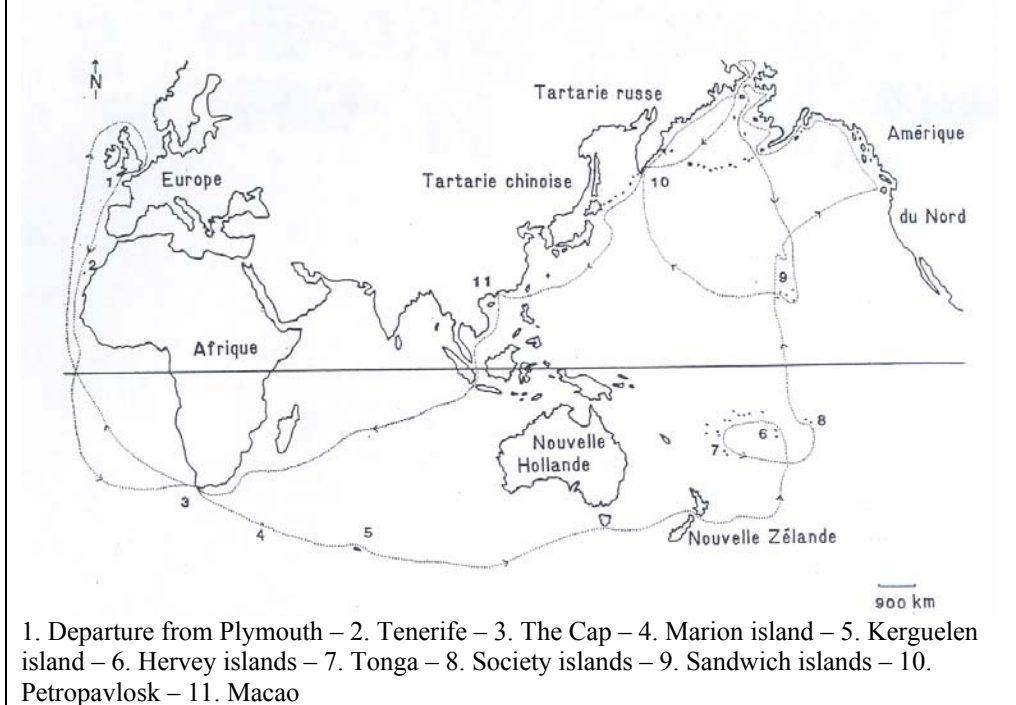 N
Tartarie russe
Amérique
1
Europe
Tartarie chinoise
10
du Nord
2
11
9
Afrique
8
Nouvelle
Hollande
6
7
3
4
5
Nouvelle Zélande
900 km
1. Departure from Plymouth – 2. Tenerife – 3. The Cap – 4. Marion island – 5. Kerguelen
island – 6. Hervey islands – 7. Tonga – 8. Society islands – 9. Sandwich islands – 10.
Petropavlosk – 11. Macao